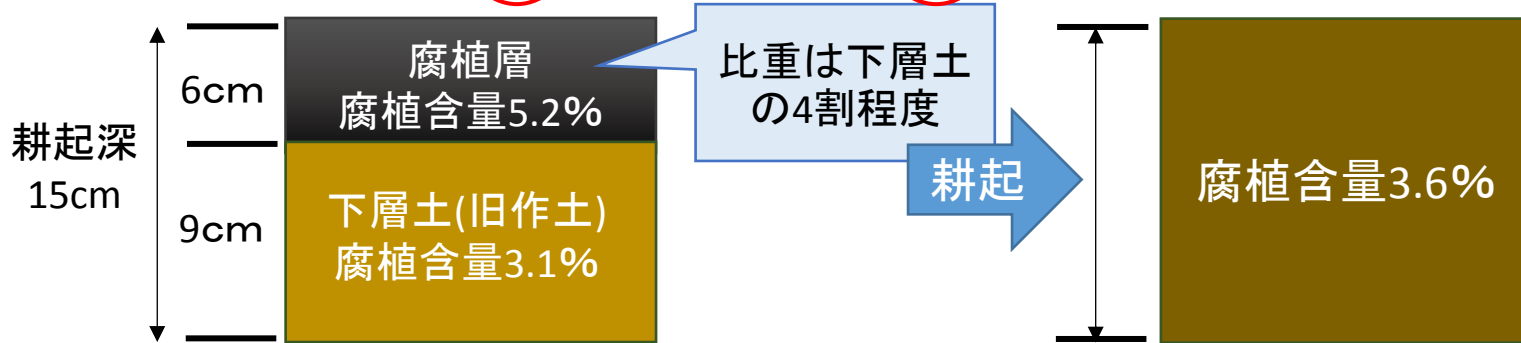 耕起深
15cm
6cm
9cm
腐植層
腐植含量5.2%
下層土(旧作土)
腐植含量3.1%
比重は下層土
の4割程度
耕起
腐植含量3.6%